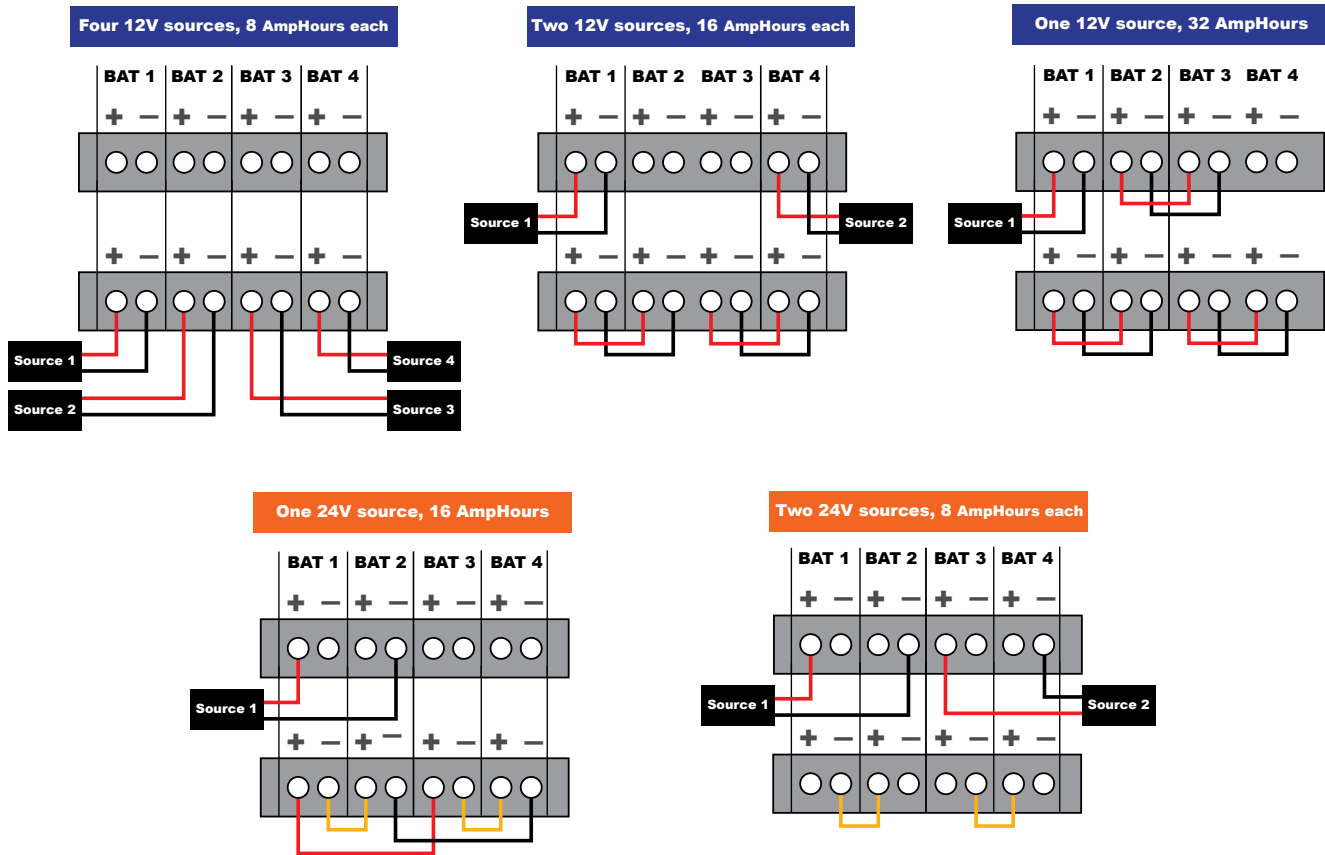 Four 12V sources, 8 AmpHours each
BAT 1 BAT 2 BAT 3 BAT 4
+ − + − + − + −
+ − + − + − + −
Source 1
Source 4
Source 2
Source 3
Two 12V sources, 16 AmpHours each
BAT 1 BAT 2 BAT 3 BAT 4
+ − + − + − + −
Source 1
Source 2
+ − + − + − + −
One 12V source, 32 AmpHours
BAT 1 BAT 2 BAT 3 BAT 4
+ − + − + − + −
Source 1
+ − + − + − + −
One 24V source, 16 AmpHours
BAT 1 BAT 2 BAT 3 BAT 4
+ − + − + − + −
Source 1
+ − + − + − + −
Two 24V sources, 8 AmpHours each
BAT 1 BAT 2 BAT 3 BAT 4
+ − + − + − + −
Source 1
Source 2
+ − + − + − + −